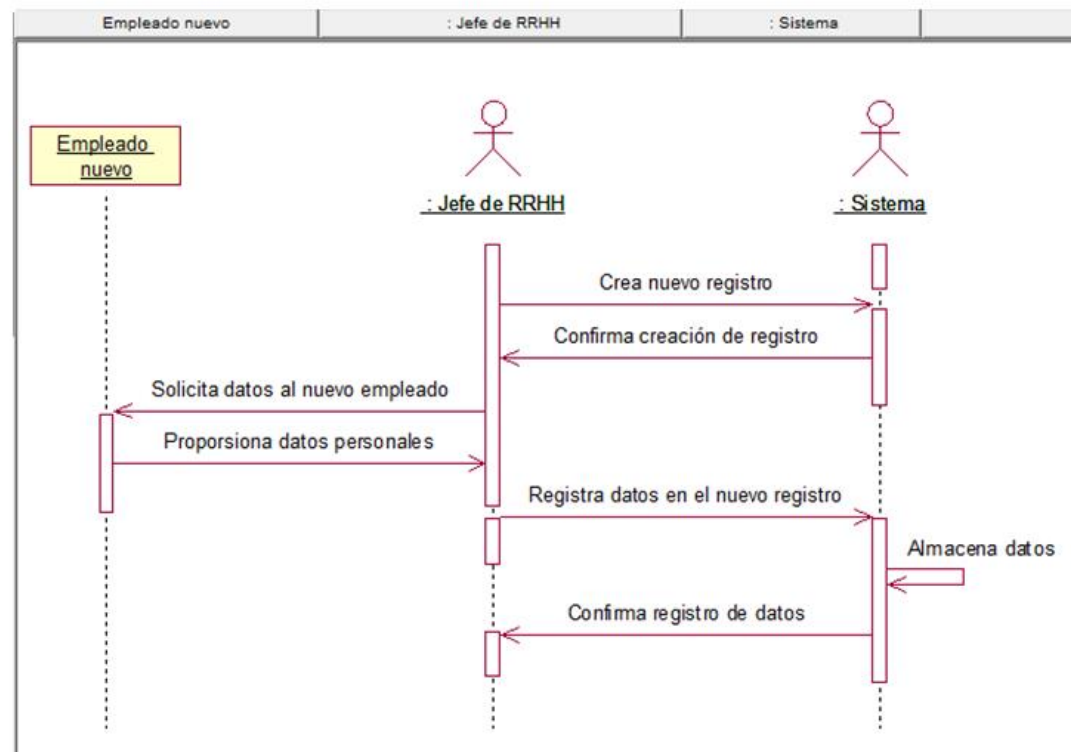 Empleado nuevo
: Jefe de RRHH
: Sistema
Empleado
nuevo
: Jefe de RRHH
: Sistema
Crea nuevo registro
Confirma creación de registro
Solicita datos al nuevo empleado
Proporsiona datos personales
Registra datos en el nuevo registro
Almacena datos
Confirma registro de datos